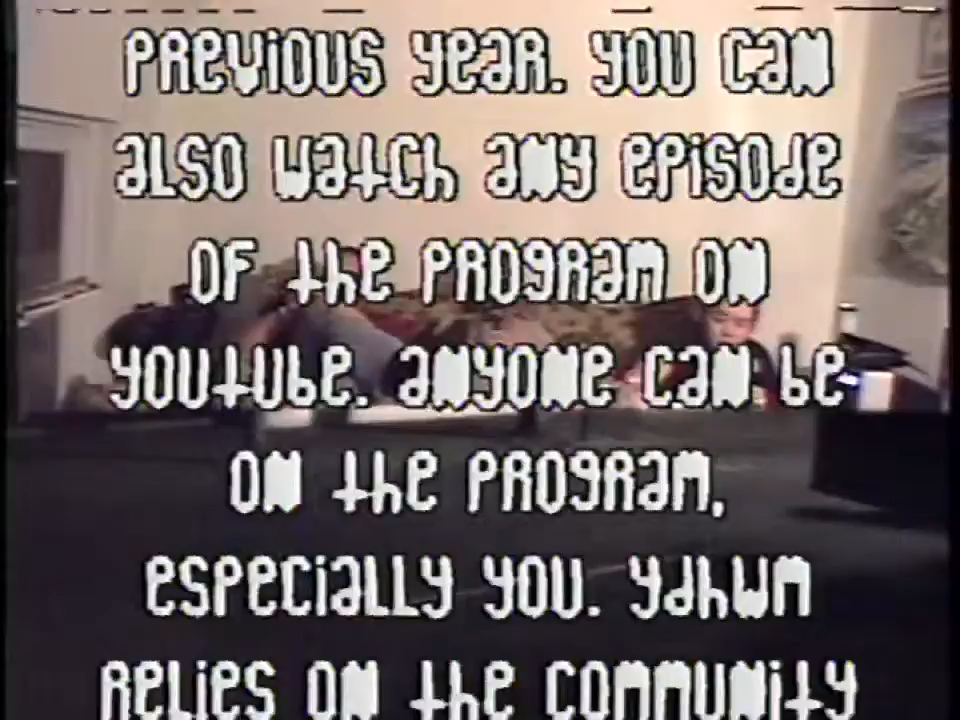 PREVIOUS YEAR. YOU CAN
ALSO WATCH ANY EPISODE
OF THE PROGRAM ON
YOUTUBE. ANYONE CAN BE
ON THE PROGRAM,
ESPECIALLY YOU. YDHWM
RELIES ON THE COMMUNITY